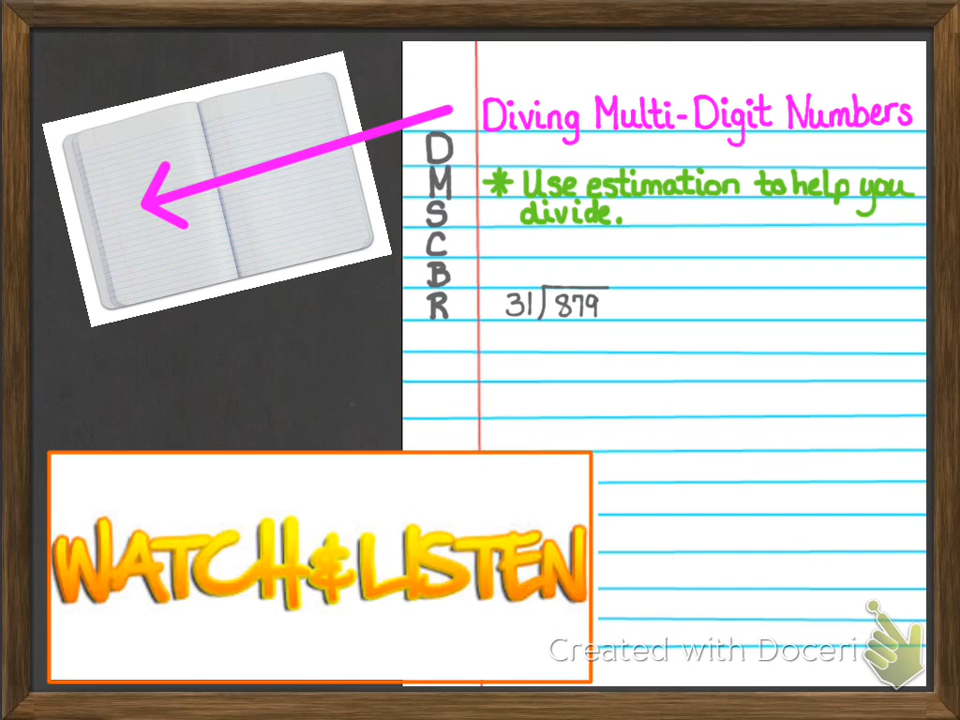 Diving Multi-Digit Numbers
D
M
S
C
B
R
* Use estimation to help you
divide.
31)879
WATCH & LISTEN
Created with Doceri